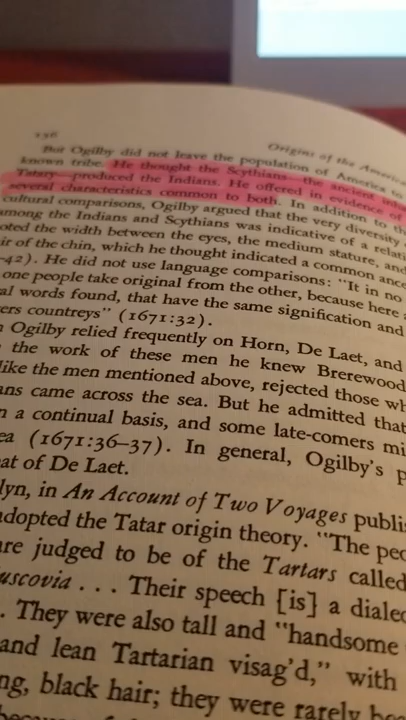 136
Origins of the America
But Ogilby did not leave the population of America to
known tribe. He thought the Scythians—the ancient
Tatary—produced the Indians. He offered in evidence of
several characteristics common to both. In addition to
cultural comparisons, Ogilby argued that the very diversity
among the Indians and Scythians was indicative of a relati
oted the width between the eyes, the medium stature, and
ir of the chin, which he thought indicated a common ance
-42). He did not use language comparisons: "It in no
one people take original from the other, because here
al words found, that have the same signification and
ers countreys" (1671:32).
n Ogilby relied frequently on Horn, De Laet, and
the work of these men he knew Brerewood
like the men mentioned above, rejected those wh
ans came across the sea. But he admitted that
n a continual basis, and some late-comers mi
ea (1671:36–37). In general, Ogilby's p
at of De Laet.
lyn, in An Account of Two Voyages publi
adopted the Tatar origin theory. "The peo
are judged to be of the Tartars called
uscovia . . . Their speech [is] a dialec
. They were also tall and "handsome
and lean Tartarian visag'd," with
ng, black hair; they were rarely